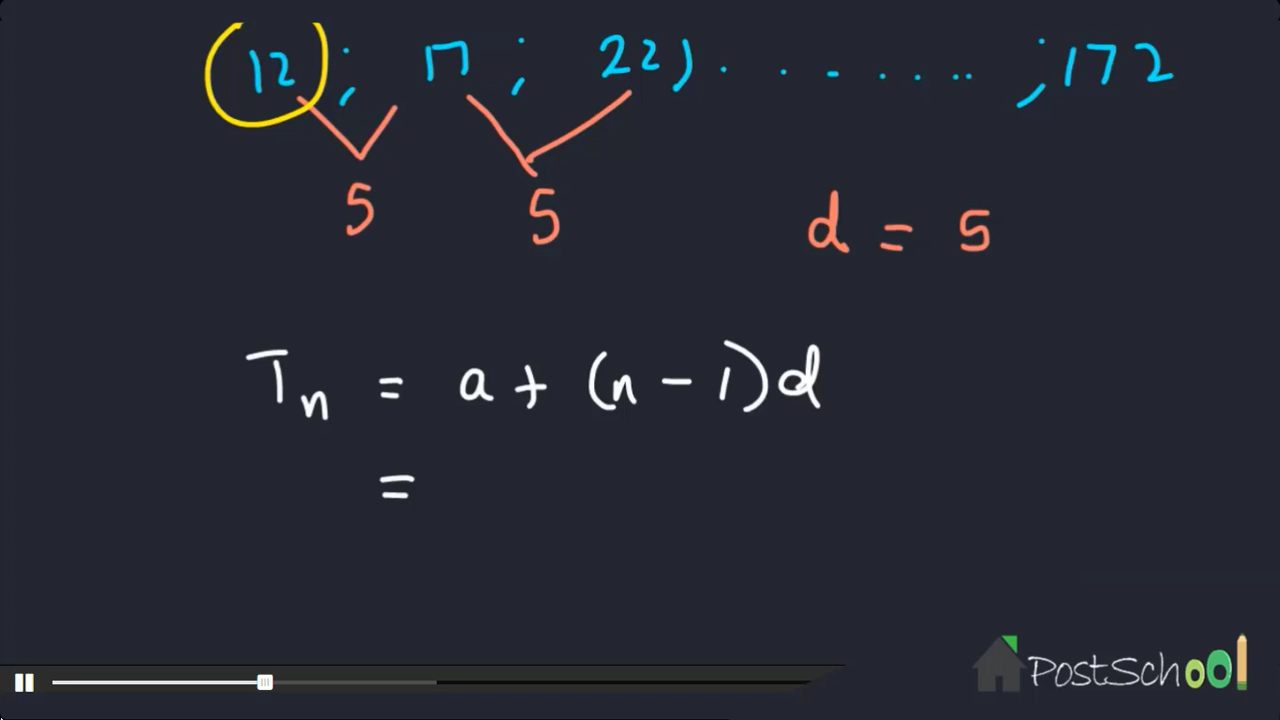 12 ; 17 ; 22 ; . . - . . . . ; 172
5 5
d = 5
Tn = a + (n - 1)d
=
PostSchool